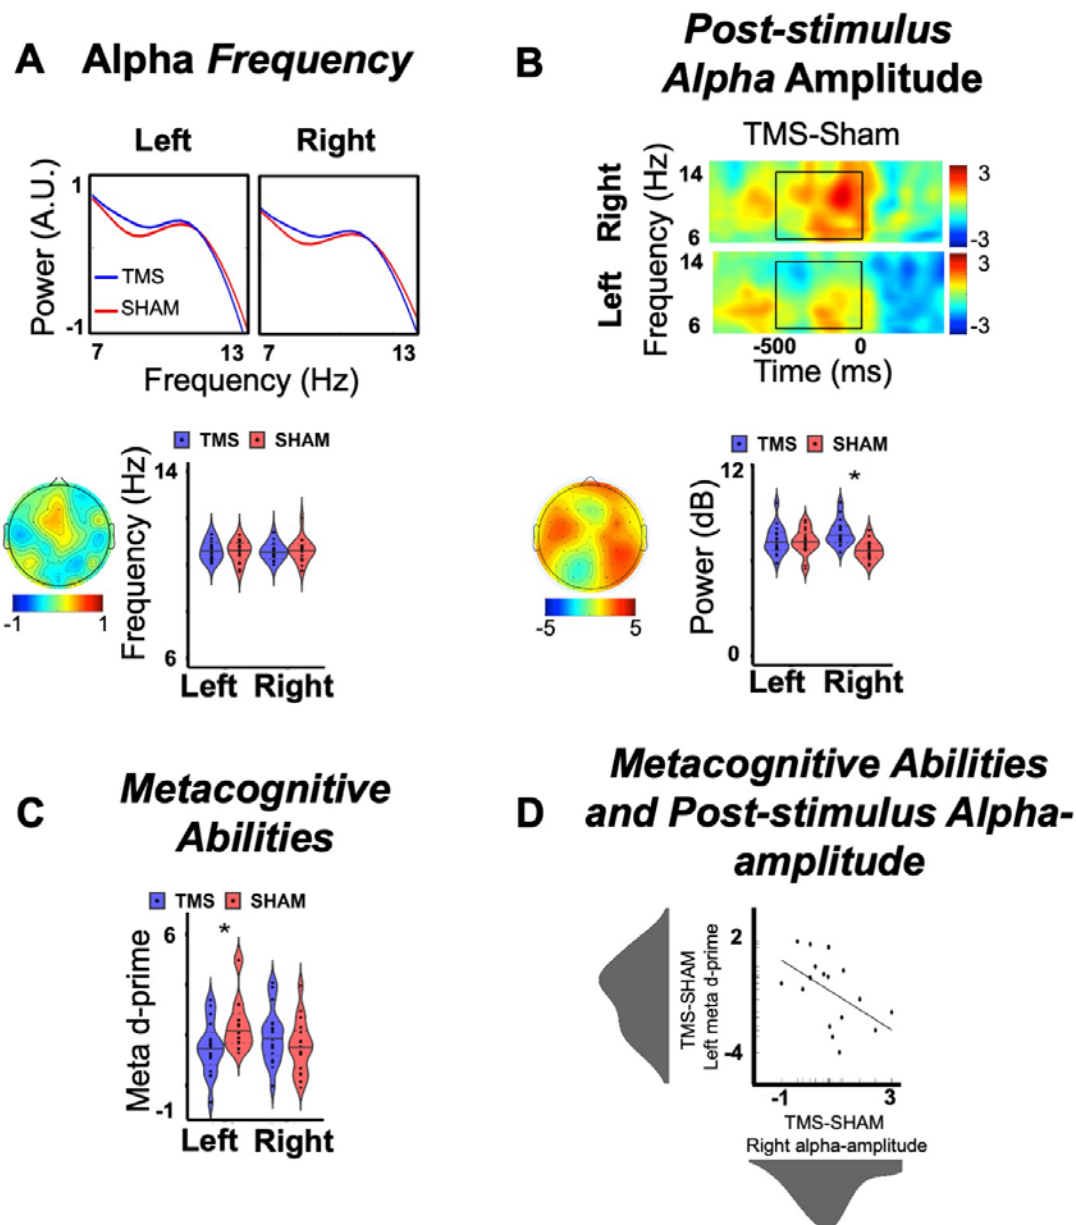 A Alpha Frequency
Left Right
Power (A.U.)
1
-1
TMS
SHAM
7 13 7 13
Frequency (Hz)
TMS SHAM
Frequency (Hz)
14
6
-1 1
Left Right
B Post-stimulus
Alpha Amplitude
TMS-Sham
Right
Left
Frequency (Hz)
14
6
14
6
3
-3
3
-3
-500 0
Time (ms)
TMS SHAM
*
Power (dB)
12
0
-5 5
Left Right
C Metacognitive
Abilities
TMS SHAM
*
Meta d-prime
6
-1
Left Right
D Metacognitive Abilities
and Post-stimulus Alpha-
amplitude
TMS-SHAM
Left meta d-prime
2
-4
-1 3
TMS-SHAM
Right alpha-amplitude